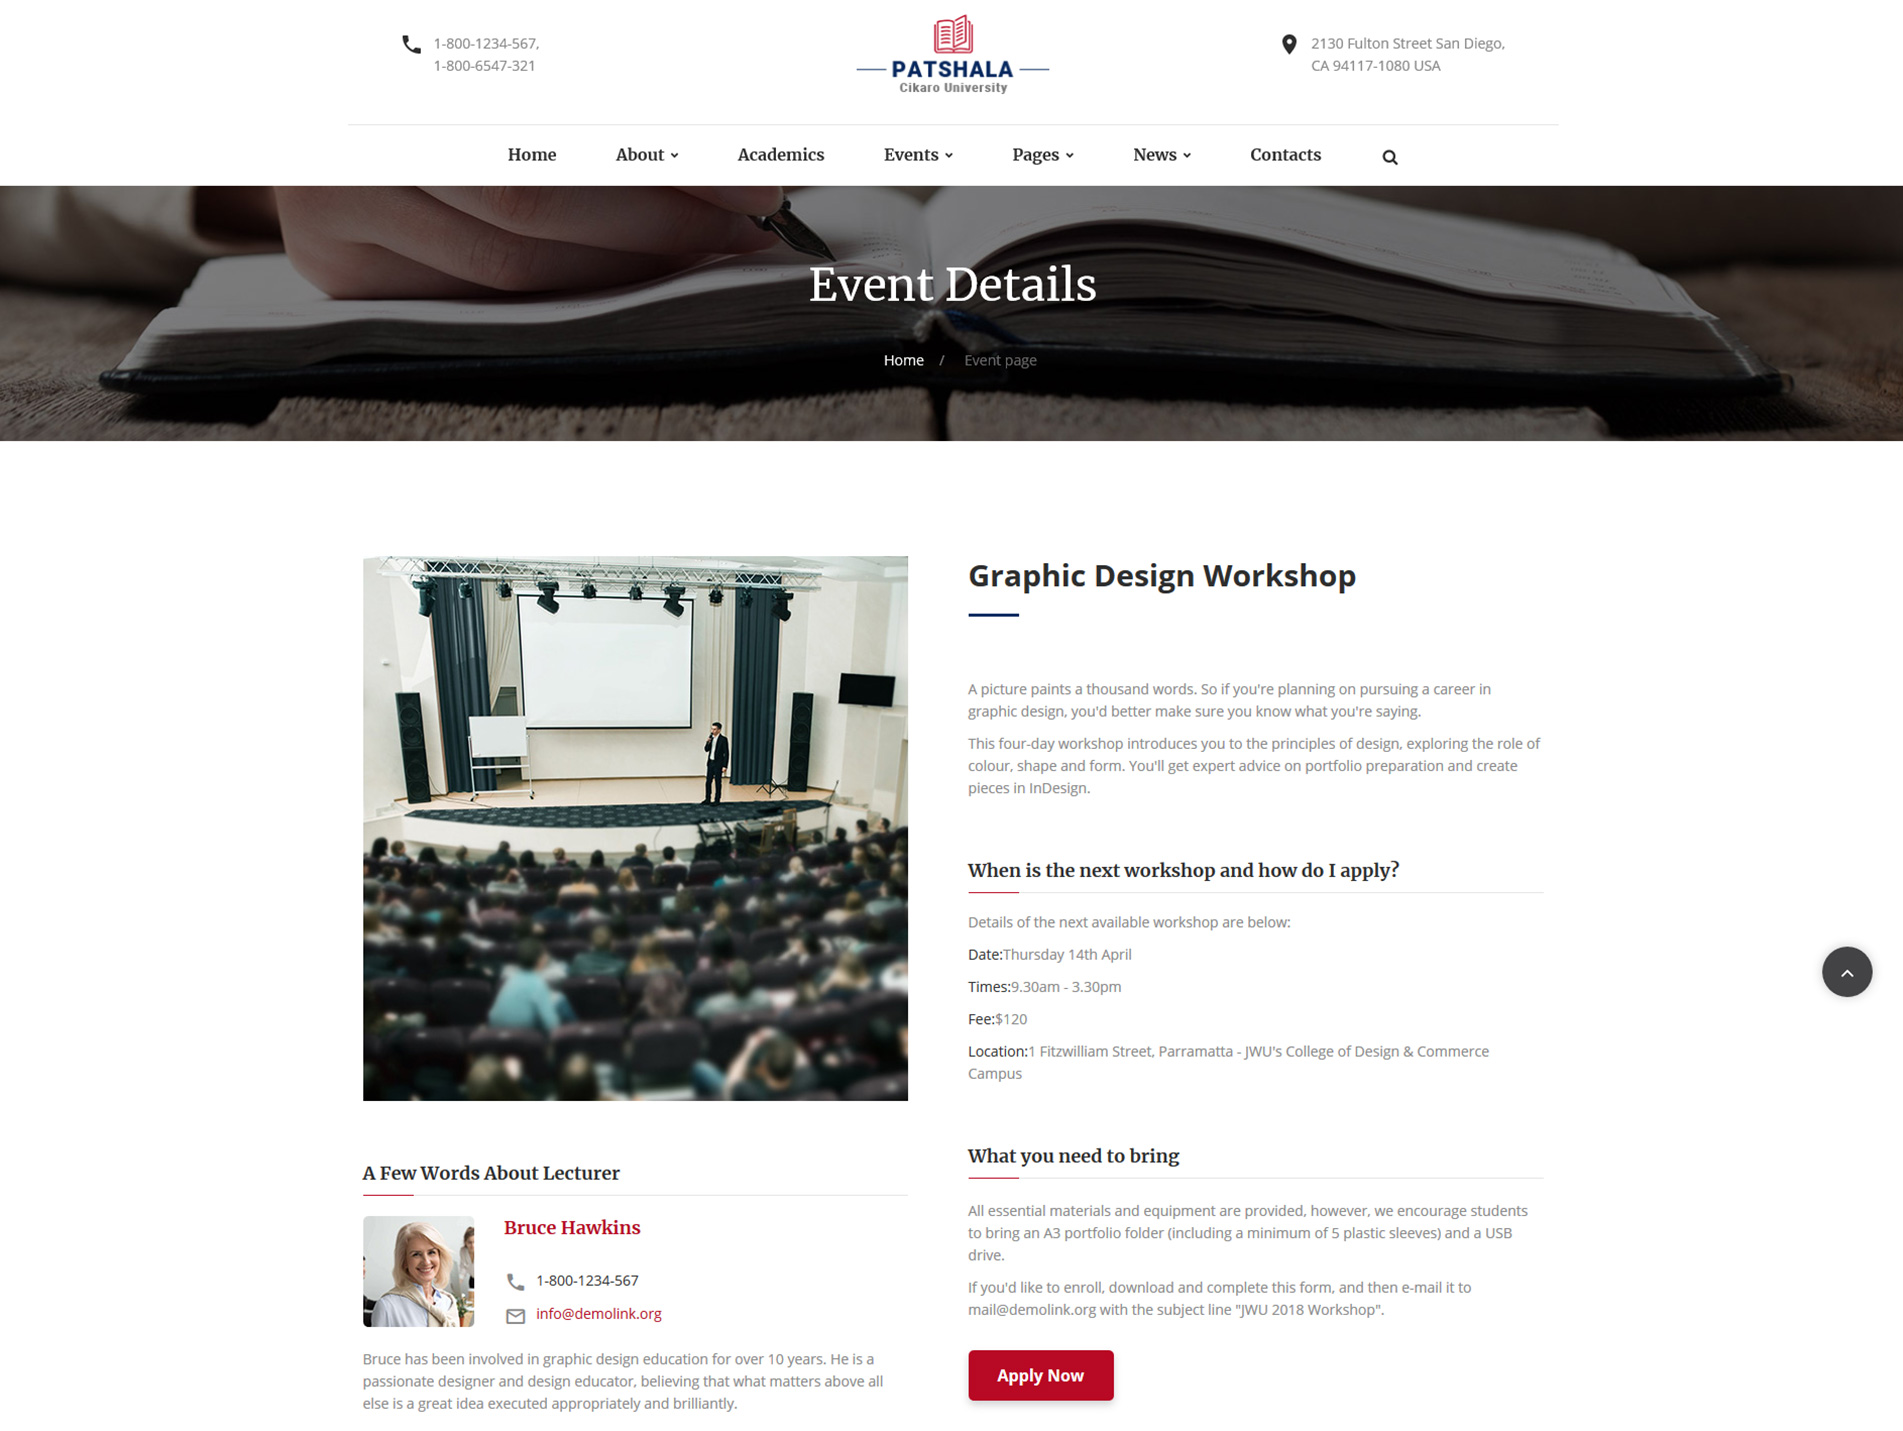 1-800-1234-567,
1-800-6547-321
PATSHALA
Cikaro University
2130 Fulton Street San Diego,
CA 94117-1080 USA
Home About Academics Events Pages News Contacts
Event Details
Home / Event page
Graphic Design Workshop
A picture paints a thousand words. So if you're planning on pursuing a career in
graphic design, you'd better make sure you know what you're saying.
This four-day workshop introduces you to the principles of design, exploring the role of
colour, shape and form. You'll get expert advice on portfolio preparation and create
pieces in InDesign.
When is the next workshop and how do I apply?
Details of the next available workshop are below:
Date:Thursday 14th April
Times:9.30am - 3.30pm
Fee:$120
Location:1 Fitzwilliam Street, Parramatta - JWU's College of Design & Commerce
Campus
What you need to bring
All essential materials and equipment are provided, however, we encourage students
to bring an A3 portfolio folder (including a minimum of 5 plastic sleeves) and a USB
drive.
If you'd like to enroll, download and complete this form, and then e-mail it to
mail@demolink.org with the subject line "JWU 2018 Workshop".
Apply Now
A Few Words About Lecturer
Bruce Hawkins
1-800-1234-567
info@demolink.org
Bruce has been involved in graphic design education for over 10 years. He is a
passionate designer and design educator, believing that what matters above all
else is a great idea executed appropriately and brilliantly.